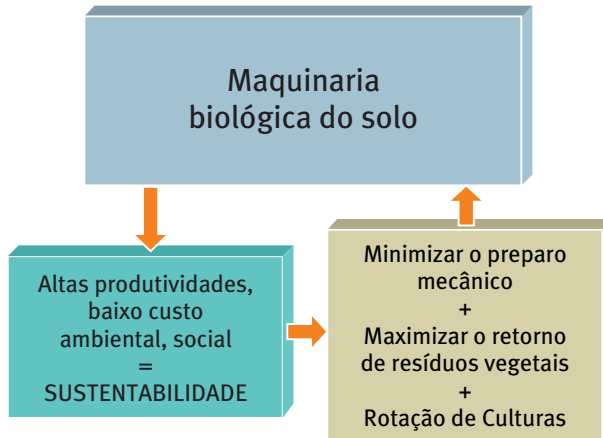 Maquinaria
biológica do solo
Altas produtividades,
baixo custo
ambiental, social
=
SUSTENTABILIDADE
Minimizar o preparo
mecânico
+
Maximizar o retorno
de resíduos vegetais
+
Rotação de Culturas